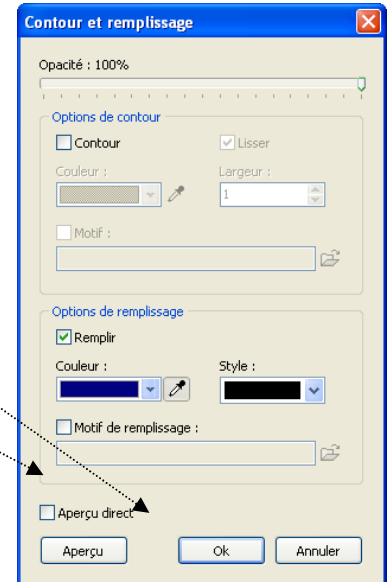 Contour et remplissage
Opacité : 100%
Options de contour
Contour Lisser
Couleur : Largeur :
1
Motif :
Options de remplissage
Remplir
Couleur : Style :
Motif de remplissage :
Aperçu direct
Aperçu Ok Annuler